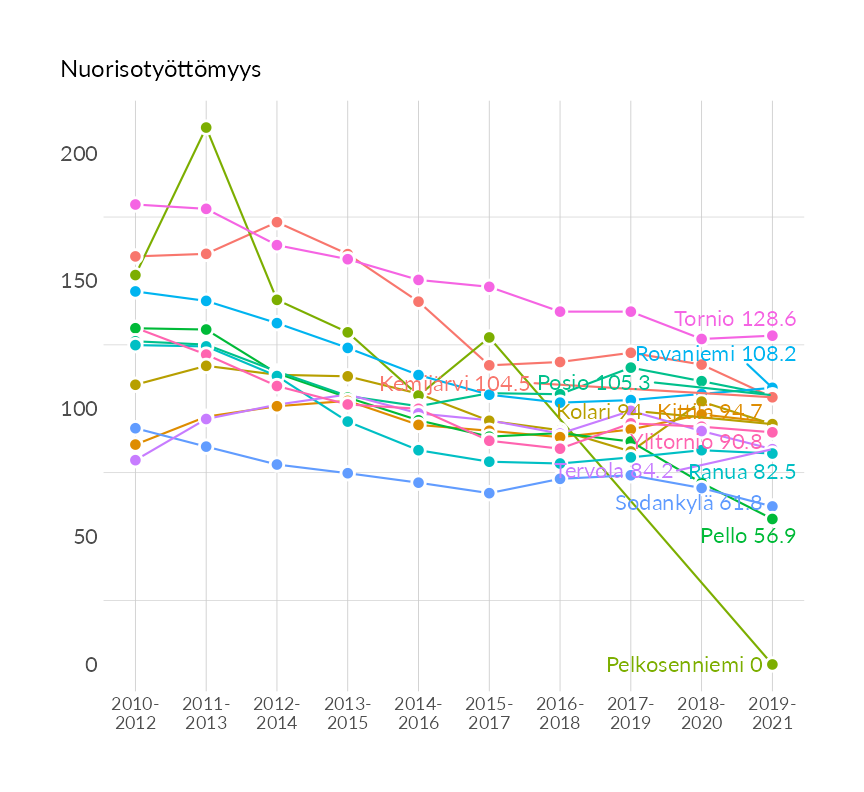 Nuorisotyöttömyys
200
150
100
50
0
Tornio 128.6
Rovaniemi 108.2
Kemijärvi 104.5
Posio 105.3
Kolari 94
Kittilä 94.7
Ylitornio 90.8
Tervola 84.2
Ranua 82.5
Sodankylä 61.8
Pello 56.9
Pelkosenniemi 0
2010-
2012
2011-
2013
2012-
2014
2013-
2015
2014-
2016
2015-
2017
2016-
2018
2017-
2019
2018-
2020
2019-
2021